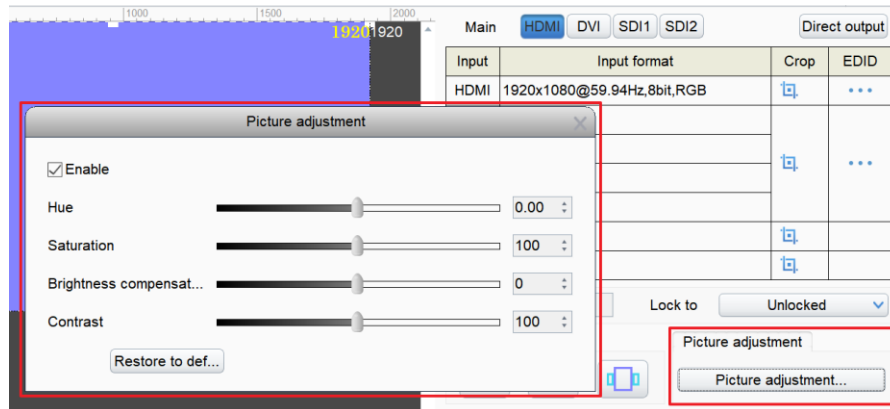 1000
1500
2000
1920
1920
Main
HDMI
DVI
SDI1
SDI2
Direct output
Input
Input format
Crop
EDID
HDMI
1920x1080@59.94Hz,8bit,RGB
Picture adjustment
Enable
Hue
0.00
Saturation
100
Brightness compensat...
0
Contrast
100
Restore to def...
Lock to
Unlocked
Picture adjustment
Picture adjustment...